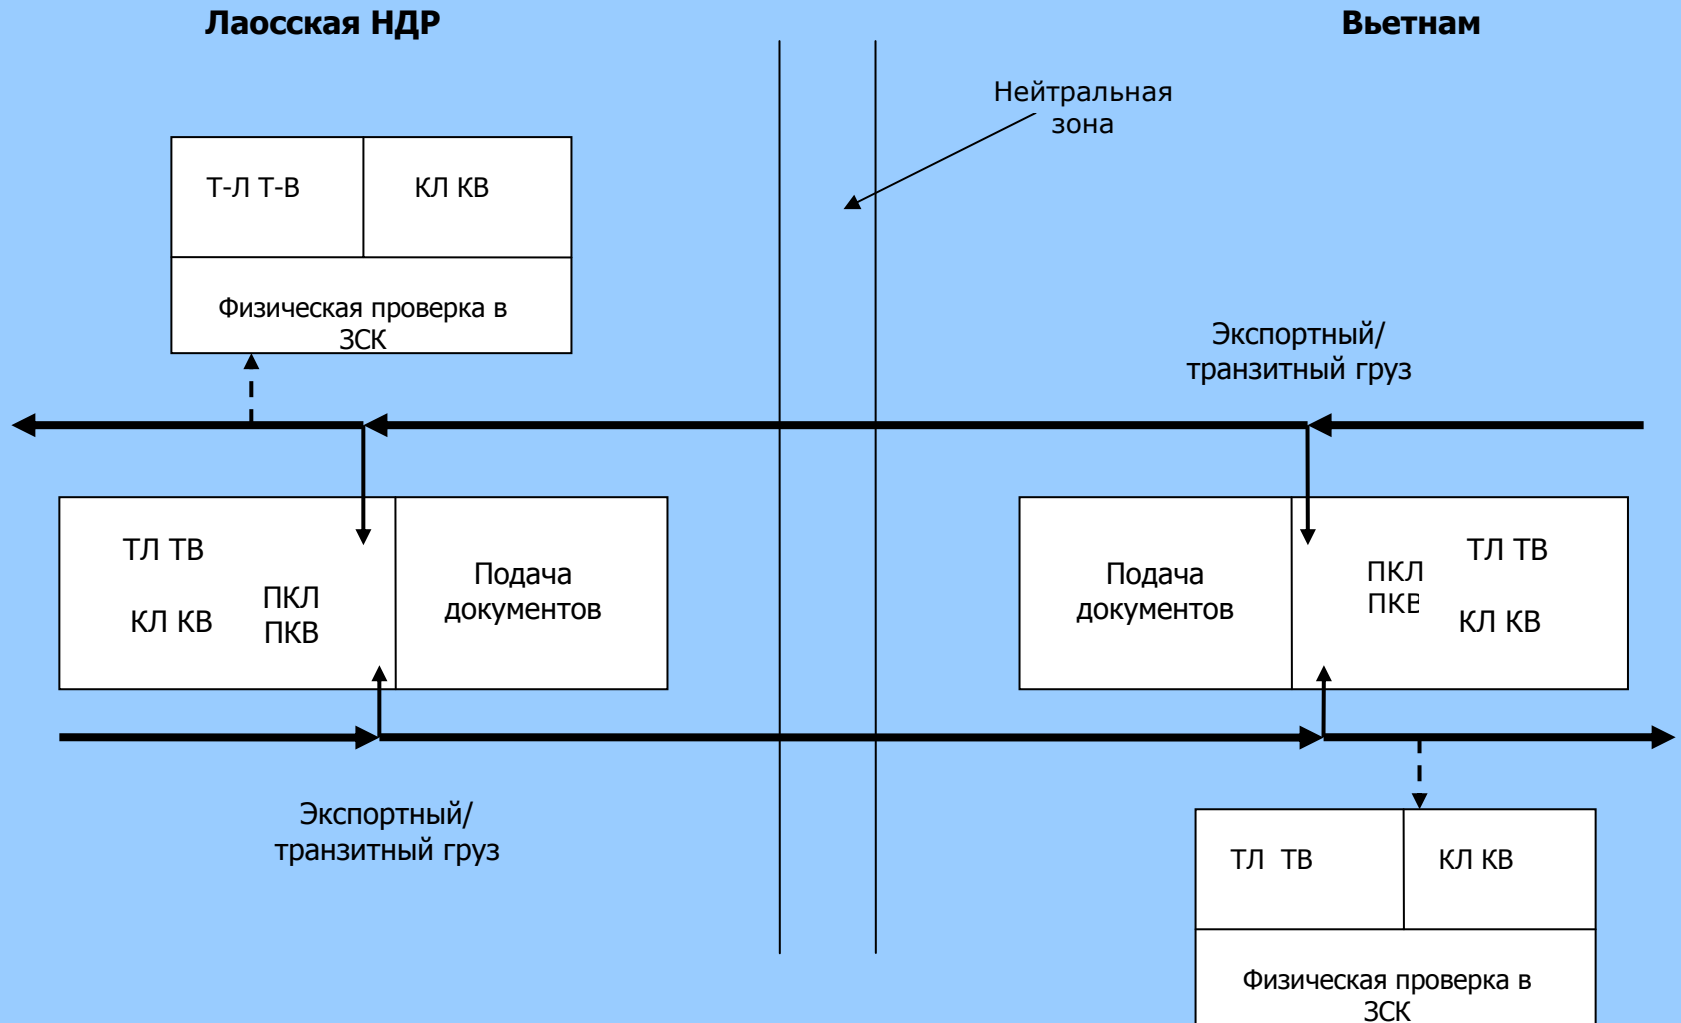 Лаосская НДР
Вьетнам
Нейтральная
зона
Т-Л Т-В
КЛ КВ
Физическая проверка в
ЗСК
Экспортный/
транзитный груз
ТЛ ТВ
КЛ КВ
ПКЛ
ПКВ
Подача
документов
Подача
документов
ПКЛ
ПКВ
ТЛ ТВ
КЛ КВ
Экспортный/
транзитный груз
ТЛ ТВ
КЛ КВ
Физическая проверка в
ЗСК